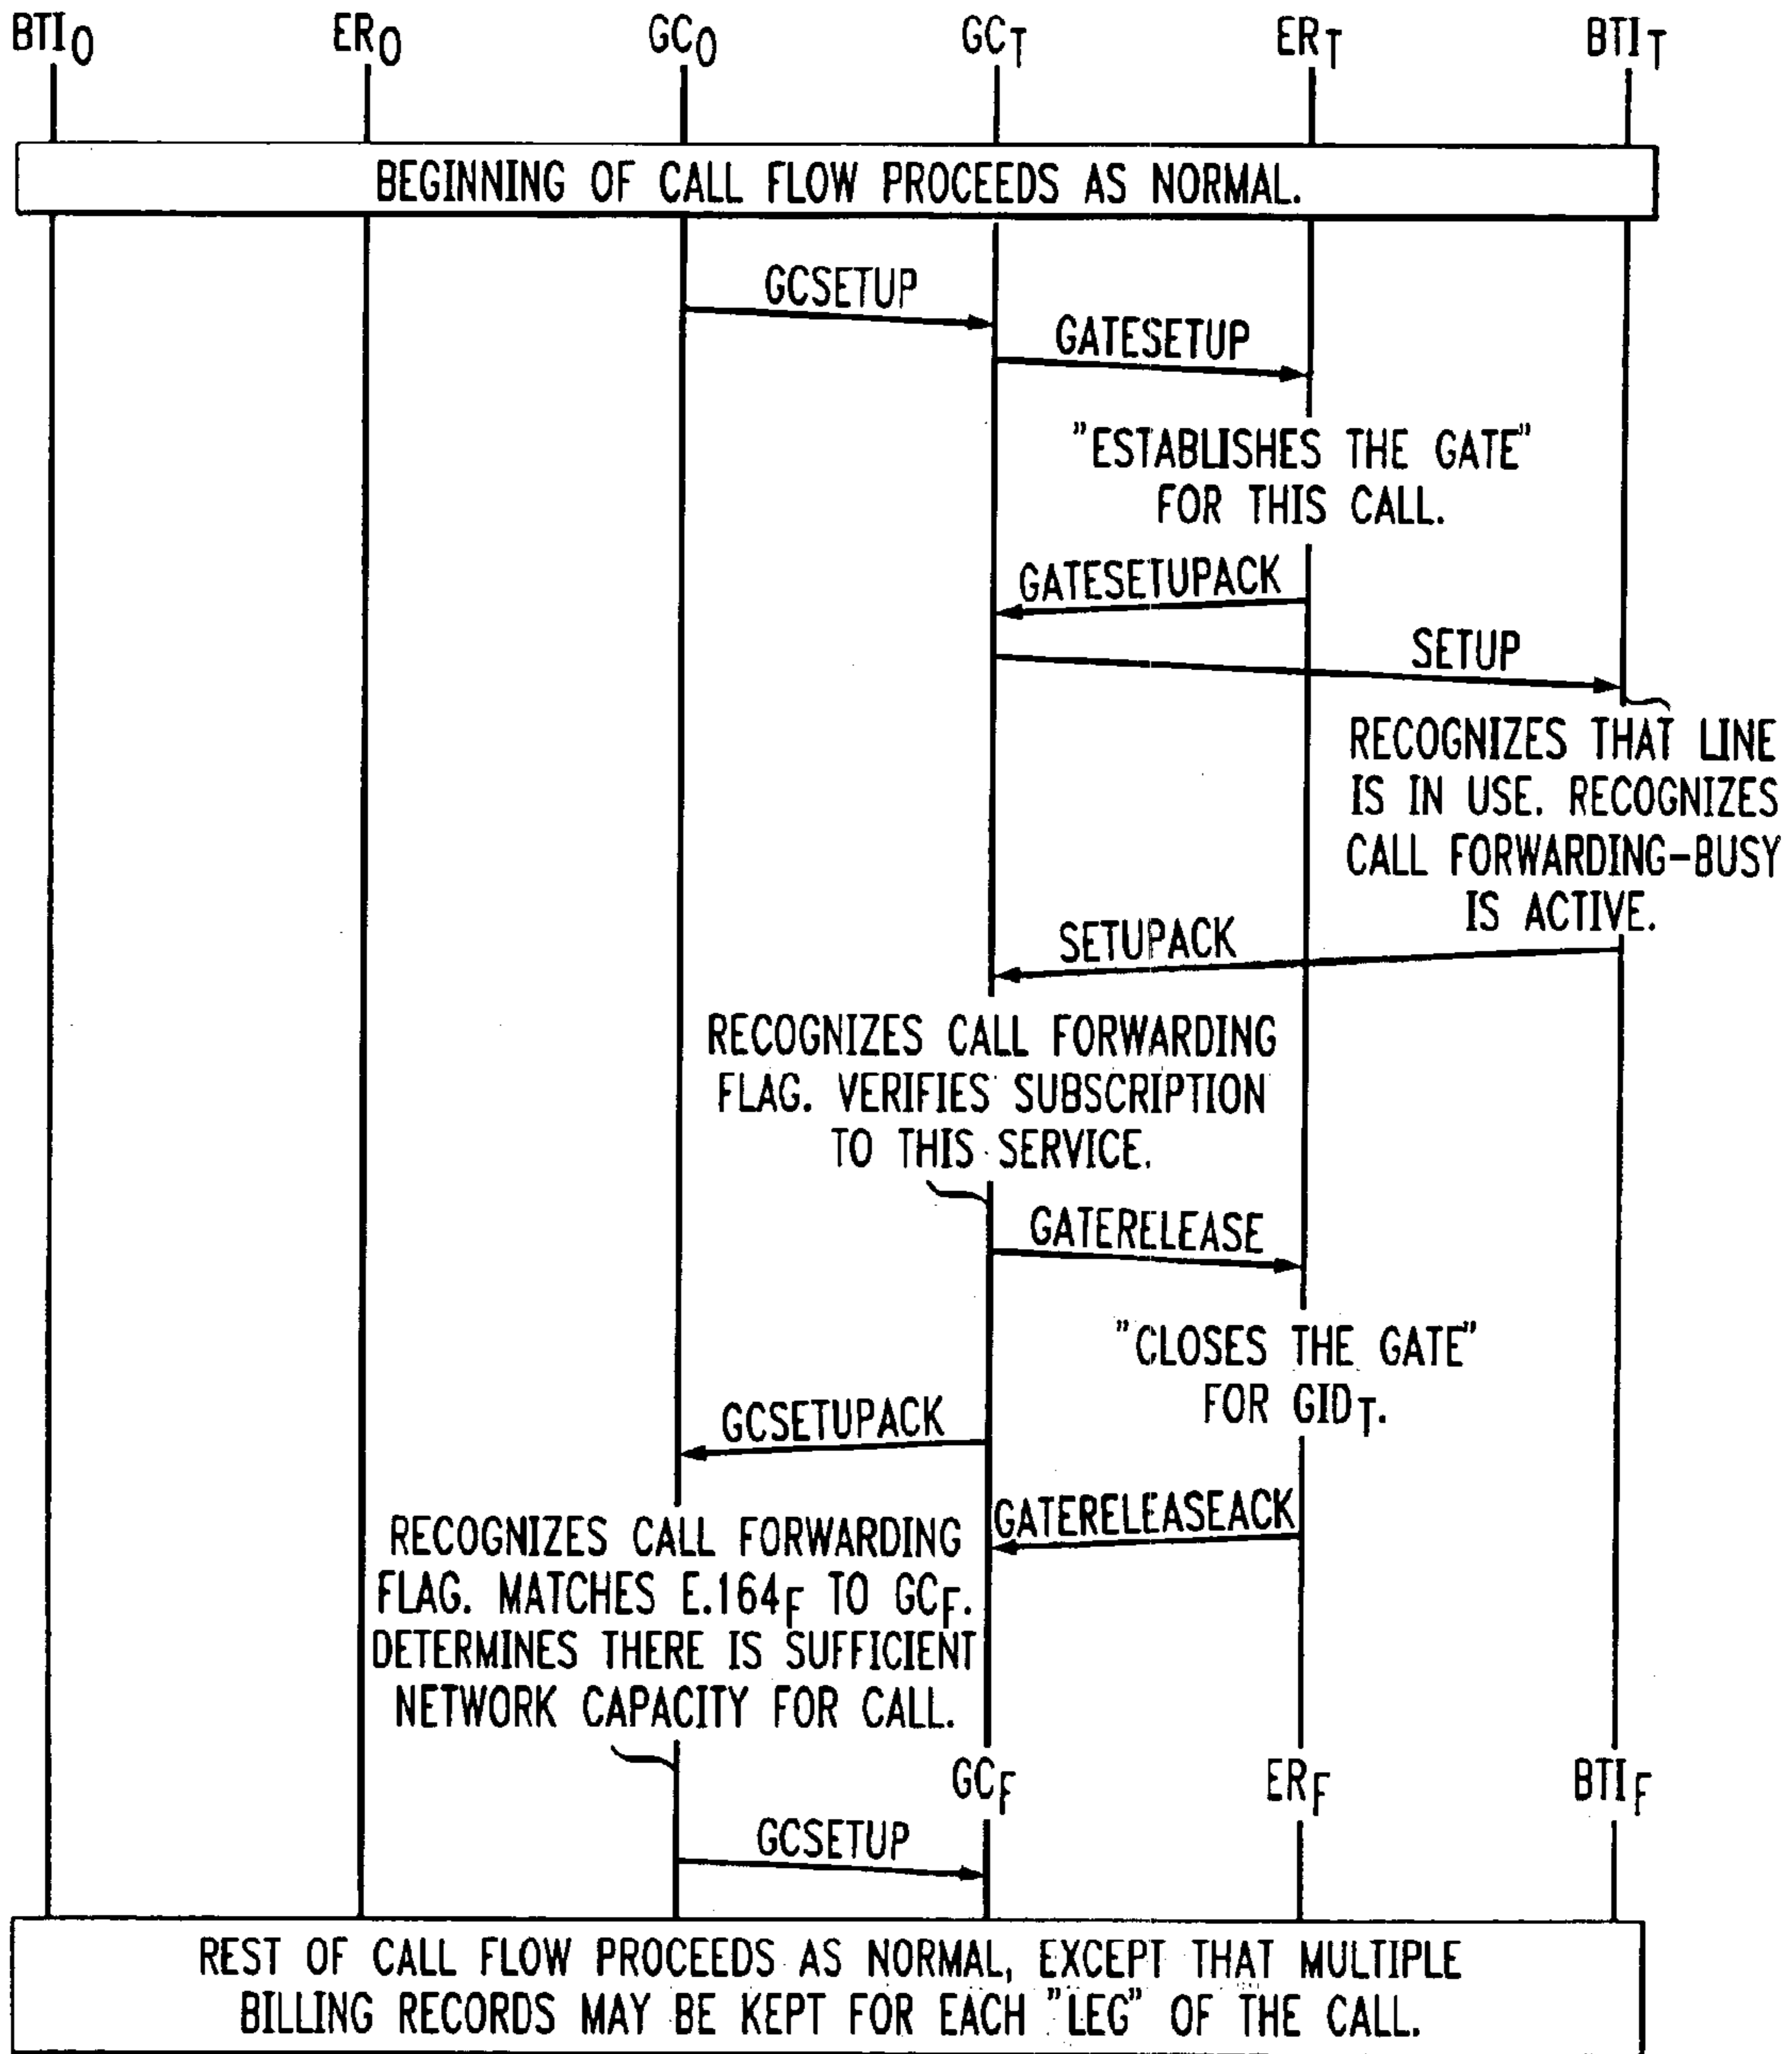 BTIO ERO GCO GCT ERT BTIT
BEGINNING OF CALL FLOW PROCEEDS AS NORMAL.
GCSETUP
GATESETUP
"ESTABLISHES THE GATE"
FOR THIS CALL.
GATESETUPACK
SETUP
RECOGNIZES THAT LINE
IS IN USE. RECOGNIZES
CALL FORWARDING-BUSY
IS ACTIVE.
SETUPACK
RECOGNIZES CALL FORWARDING
FLAG. VERIFIES SUBSCRIPTION
TO THIS SERVICE.
GATERELEASE
"CLOSES THE GATE"
FOR GIDT.
GCSETUPACK
GATERELEASEACK
RECOGNIZES CALL FORWARDING
FLAG. MATCHES E.164F TO GCF.
DETERMINES THERE IS SUFFICIENT
NETWORK CAPACITY FOR CALL.
GCF ERF BTIF
GCSETUP
REST OF CALL FLOW PROCEEDS AS NORMAL, EXCEPT THAT MULTIPLE
BILLING RECORDS MAY BE KEPT FOR EACH "LEG" OF THE CALL.